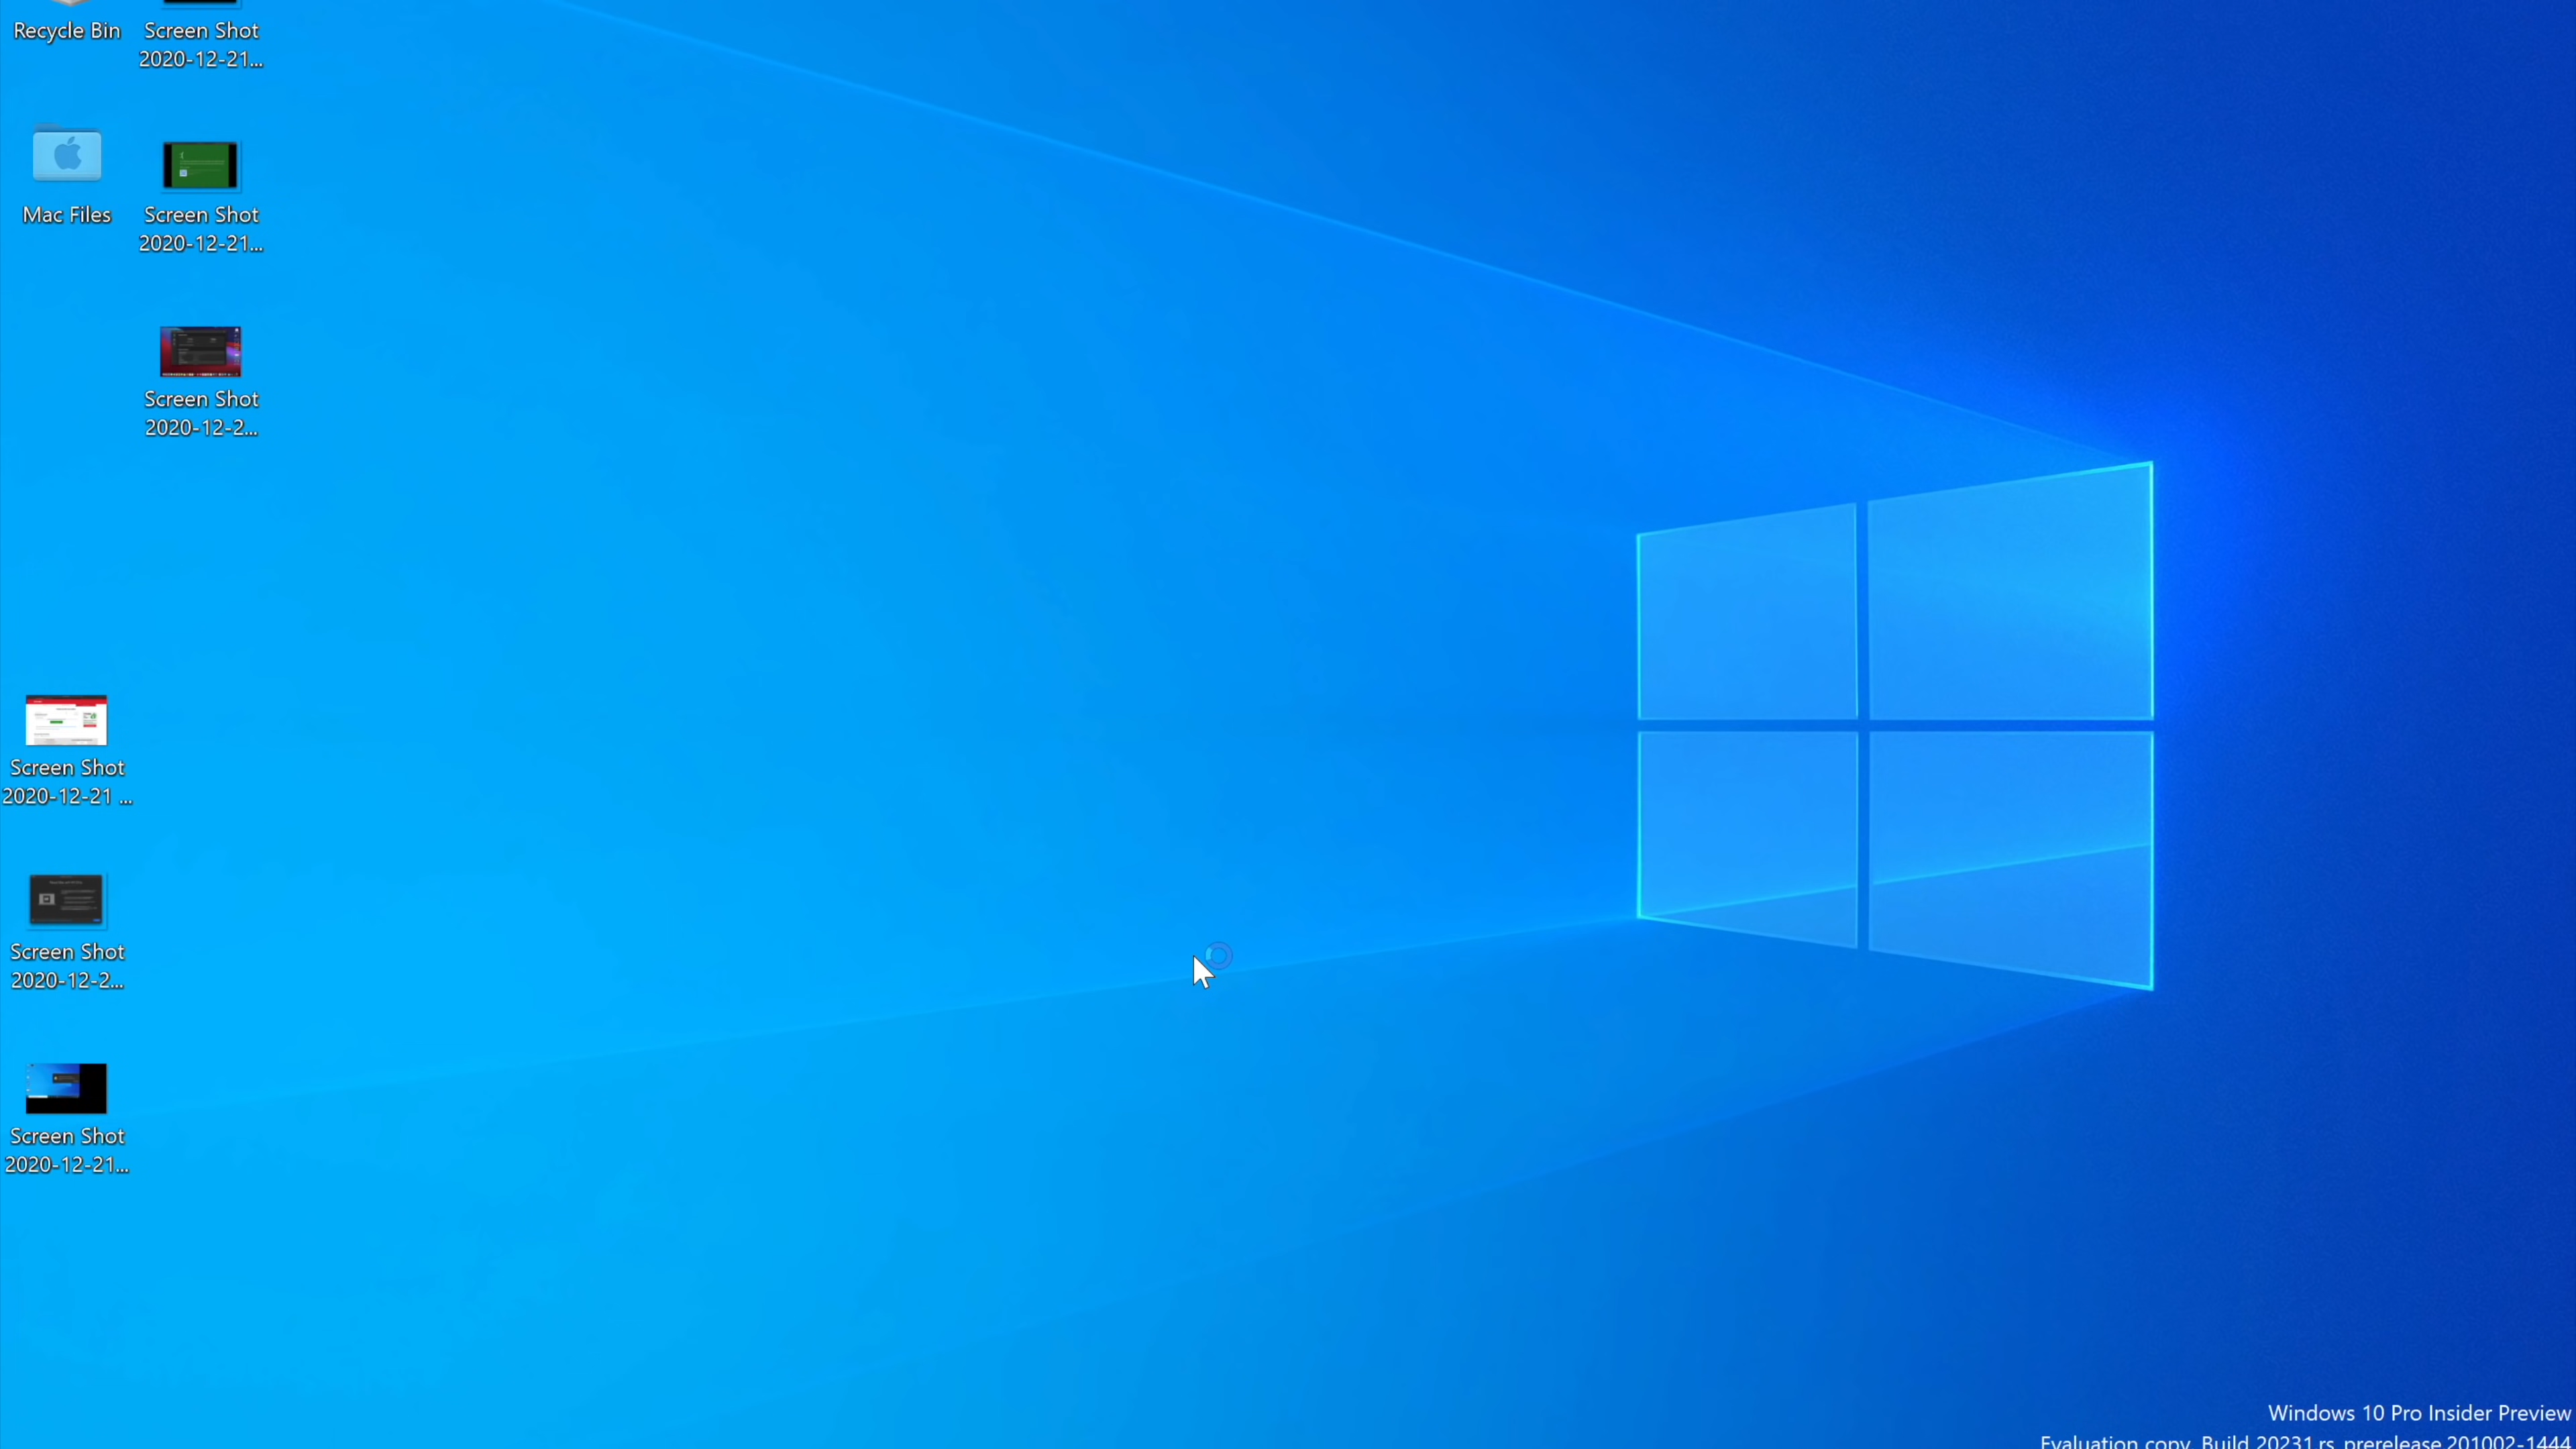 Recycle Bin
Screen Shot
2020-12-21...
Mac Files
Screen Shot
2020-12-21...
Screen Shot
2020-12-2...
Screen Shot
2020-12-21 ...
Screen Shot
2020-12-2...
Screen Shot
2020-12-21...
Windows 10 Pro Insider Preview
Evaluation copy. Build 20231.rs_prerelease.201002-1444